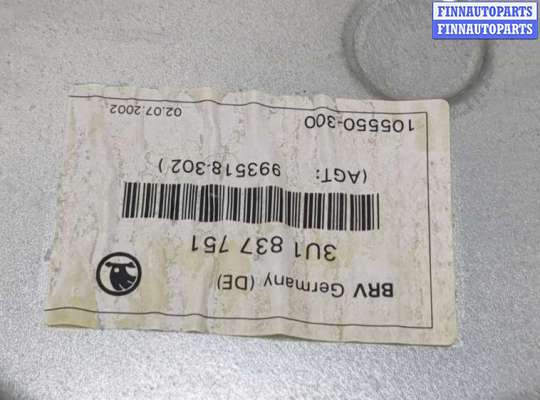 FINNAUTOPARTS
FINNAUTOPARTS
BRV Germany (DE)
3U1 837 751
(AGT: 993518-302 )
105550-300
02.07.2002